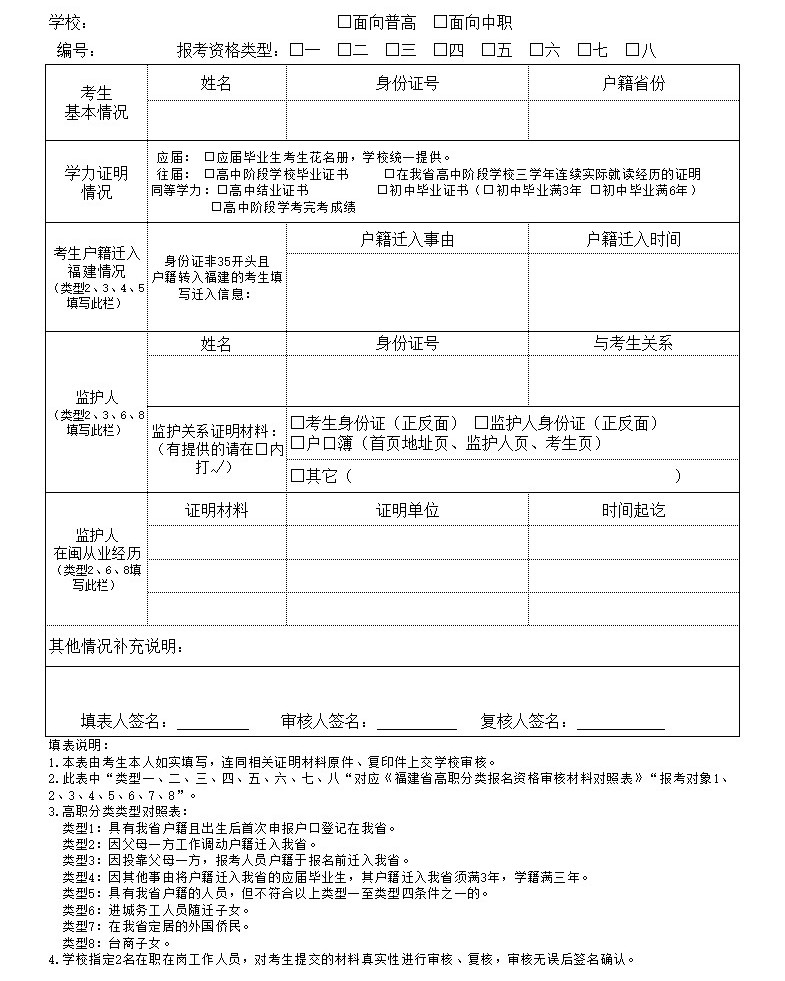 学校： □面向普高 □面向中职
编号： 报考资格类型：□一 □二 □三 □四 □五 □六 □七 □八
考生
基本情况
姓名 身份证号 户籍省份
学力证明
情况
应届： □应届毕业生考生花名册，学校统一提供。
往届： □高中阶段学校毕业证书 □在我省高中阶段学校三学年连续实际就读经历的证明
同等学力：□高中结业证书 □初中毕业证书（□初中毕业满3年 □初中毕业满6年）
□高中阶段学考完考成绩
考生户籍迁入
福建情况
（类型2、3、4、5
填写此栏）
身份证非35开头且
户籍转入福建的考生填
写迁入信息：
户籍迁入事由 户籍迁入时间
监护人
（类型2、3、6、8
填写此栏）
姓名 身份证号 与考生关系
监护关系证明材料：
（有提供的请在□内
打√）
□考生身份证（正反面） □监护人身份证（正反面）
□户口簿（首页地址页、监护人页、考生页）
□其它（ ）
监护人
在闽从业经历
（类型2、6、8填
写此栏）
证明材料 证明单位 时间起讫
其他情况补充说明：
填表人签名：_________ 审核人签名：__________ 复核人签名：___________
填表说明：
1.本表由考生本人如实填写，连同相关证明材料原件、复印件上交学校审核。
2.此表中“类型一、二、三、四、五、六、七、八“对应《福建省高职分类报名资格审核材料对照表》“报考对象1、
2、3、4、5、6、7、8”。
3.高职分类类型对照表：
类型1：具有我省户籍且出生后首次申报户口登记在我省。
类型2：因父母一方工作调动户籍迁入我省。
类型3：因投靠父母一方，报考人员户籍于报名前迁入我省。
类型4：因其他事由将户籍迁入我省的应届毕业生，其户籍迁入我省须满3年，学籍满三年。
类型5：具有我省户籍的人员，但不符合以上类型一至类型四条件之一的。
类型6：进城务工人员随迁子女。
类型7：在我省定居的外国侨民。
类型8：台商子女。
4.学校指定2名在职在岗工作人员，对考生提交的材料真实性进行审核、复核，审核无误后签名确认。